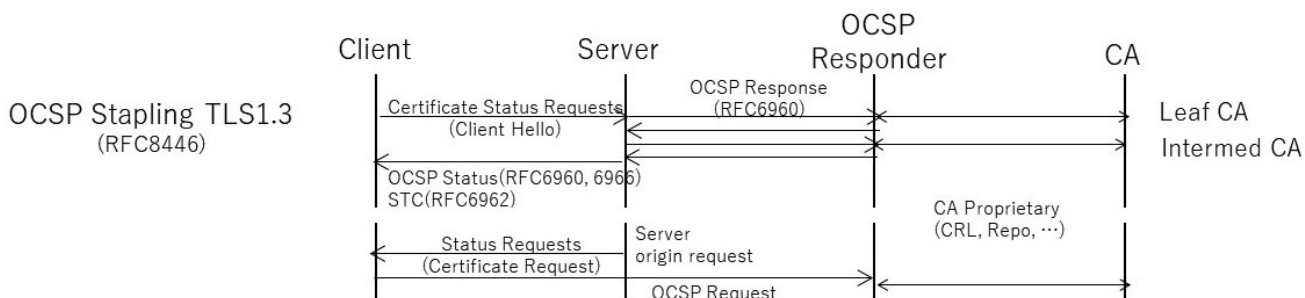 Client
Server
OCSP
Responder
CA
OCSP Stapling TLS1.3
(RFC8446)
Certificate Status Requests
(Client Hello)
OCSP Response
(RFC6960)
Leaf CA
Intermed CA
OCSP Status(RFC6960, 6966)
STC(RFC6962)
CA Proprietary
(CRL, Repo, …)
Status Requests
(Certificate Request)
Server
origin request
OCSP Request